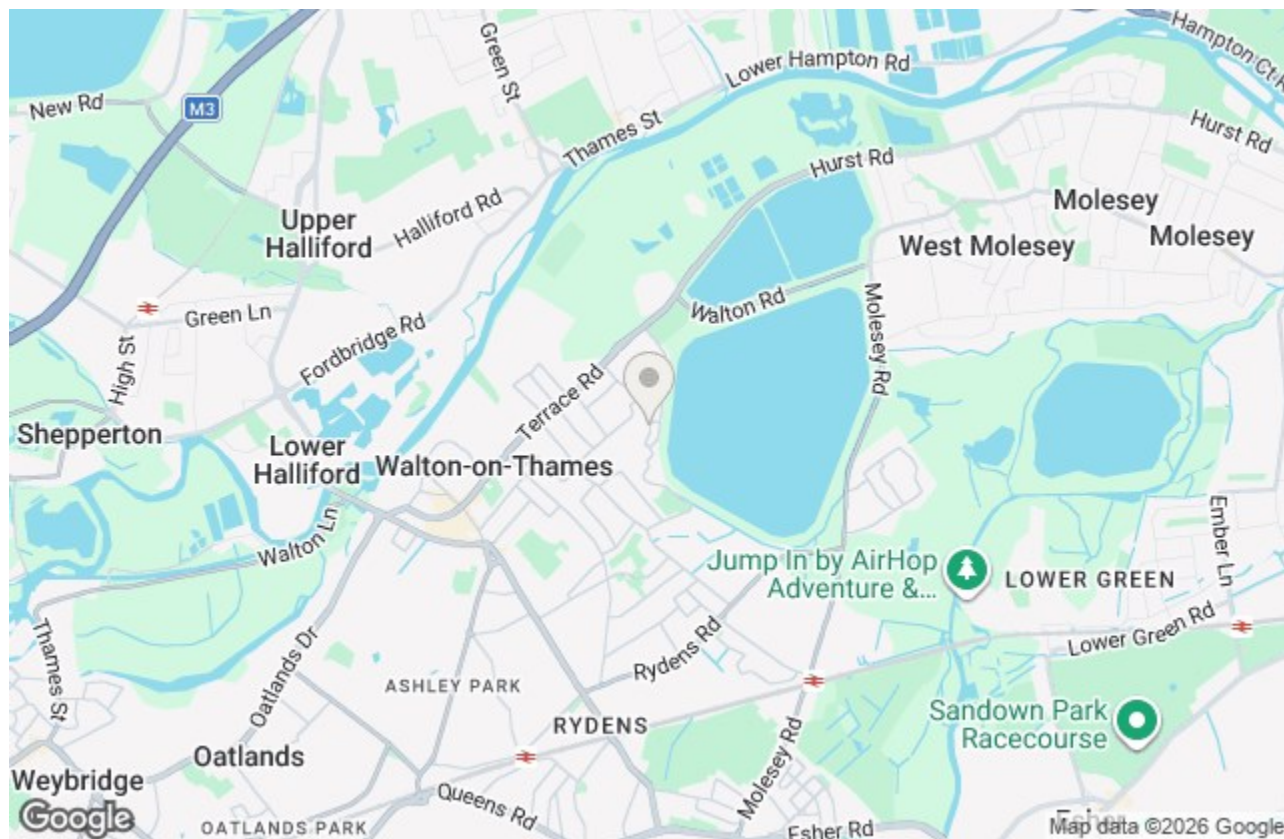 Hampton Ct R
Green St
Lower Hampton Rd
New Rd
M3
Thames St
Hurst Rd
Hurst Rd
Upper
Halliford
Halliford Rd
Molesey
Molesey
West Molesey
Green Ln
Walton Rd
Molesey Rd
High St
Fordbridge Rd
Terrace Rd
Shepperton
Lower
Halliford
Walton-on-Thames
Walton Ln
Ember Ln
Jump In by AirHop
Adventure &...
LOWER GREEN
Thames St
Oatlands Dr
Rydens Rd
Lower Green Rd
ASHLEY PARK
RYDENS
Sandown Park
Racecourse
Oatlands
Molesey Rd
Weybridge
Queens Rd
Google
OATLANDS PARK
Esher Rd
Esher
Map data ©2026 Google